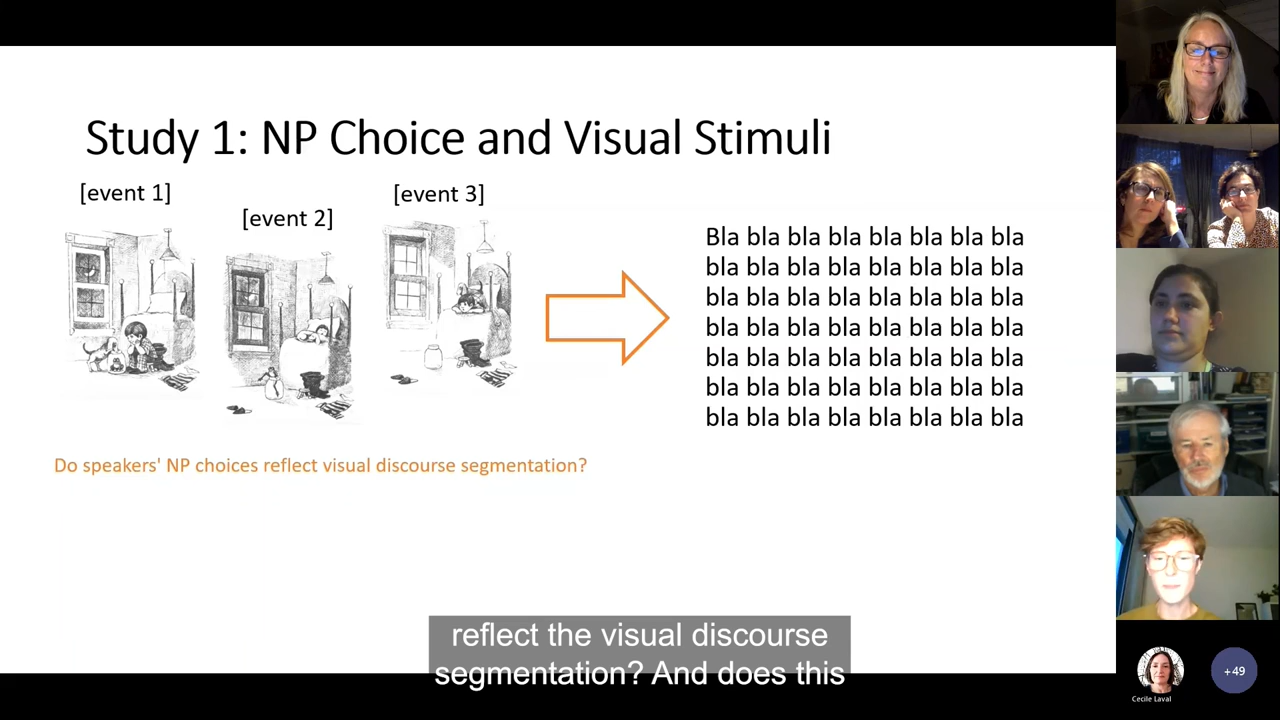 Study 1: NP Choice and Visual Stimuli
[event 1]
[event 2]
[event 3]
Bla bla bla bla bla bla bla bla
bla bla bla bla bla bla bla bla
bla bla bla bla bla bla bla bla
bla bla bla bla bla bla bla bla
bla bla bla bla bla bla bla bla
bla bla bla bla bla bla bla bla
bla bla bla bla bla bla bla bla
Do speakers' NP choices reflect visual discourse segmentation?
reflect the visual discourse
segmentation? And does this
Cecile Laval
+49